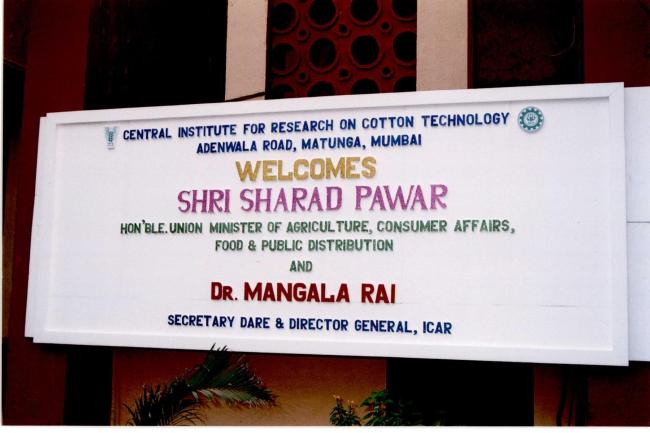 CENTRAL INSTITUTE FOR RESEARCH ON COTTON TECHNOLOGY
ADENWALA ROAD, MATUNGA, MUMBAI
WELCOMES
SHRI SHARAD PAWAR
HON'BLE.UNION MINISTER OF AGRICULTURE, CONSUMER AFFAIRS,
FOOD & PUBLIC DISTRIBUTION
AND
DR. MANGALA RAI
SECRETARY DARE & DIRECTOR GENERAL, ICAR